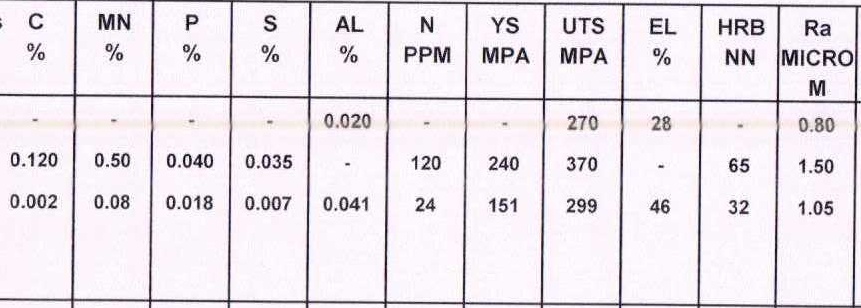 s C MN P S AL N YS UTS EL HRB Ra
% % % % % PPM MPA MPA % NN MICRO
M
- - - - 0.020 - - 270 28 - 0.80
0.120 0.50 0.040 0.035 - 120 240 370 - 65 1.50
0.002 0.08 0.018 0.007 0.041 24 151 299 46 32 1.05